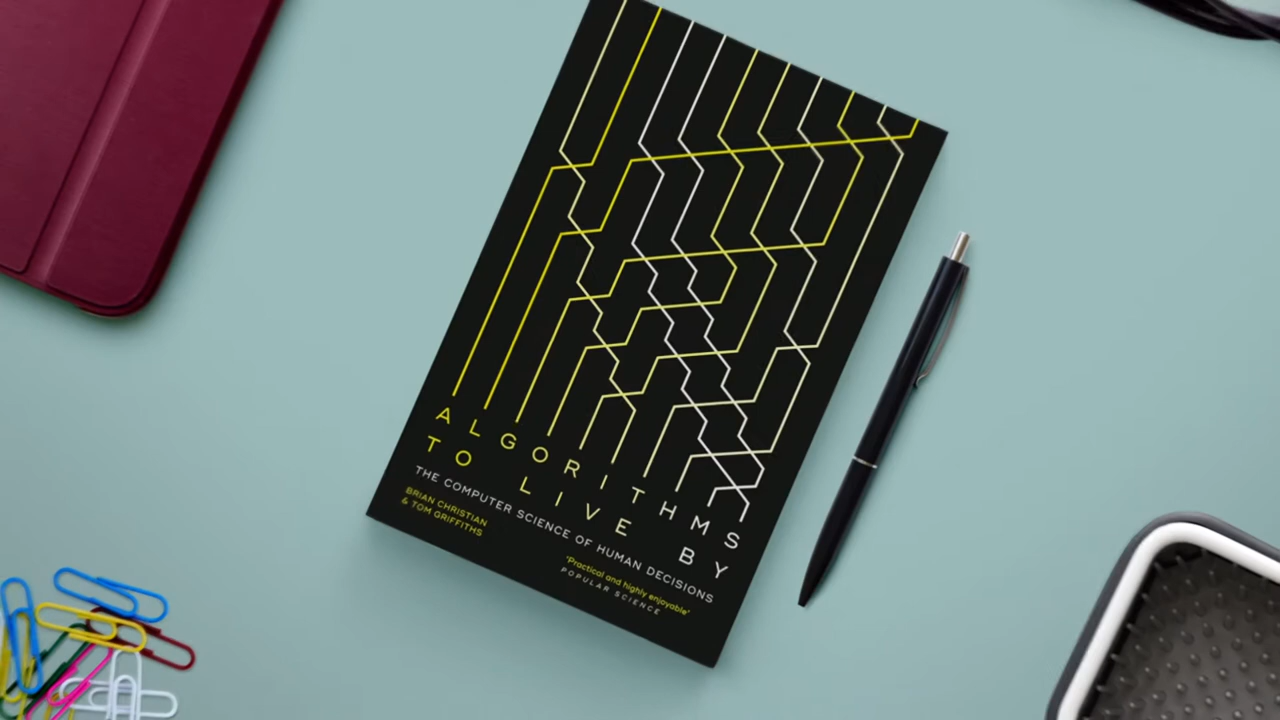 ALGORITHMS
TO LIVE BY
THE COMPUTER SCIENCE OF HUMAN DECISIONS
BRIAN CHRISTIAN
& TOM GRIFFITHS
'Practical and highly enjoyable'
POPULAR SCIENCE